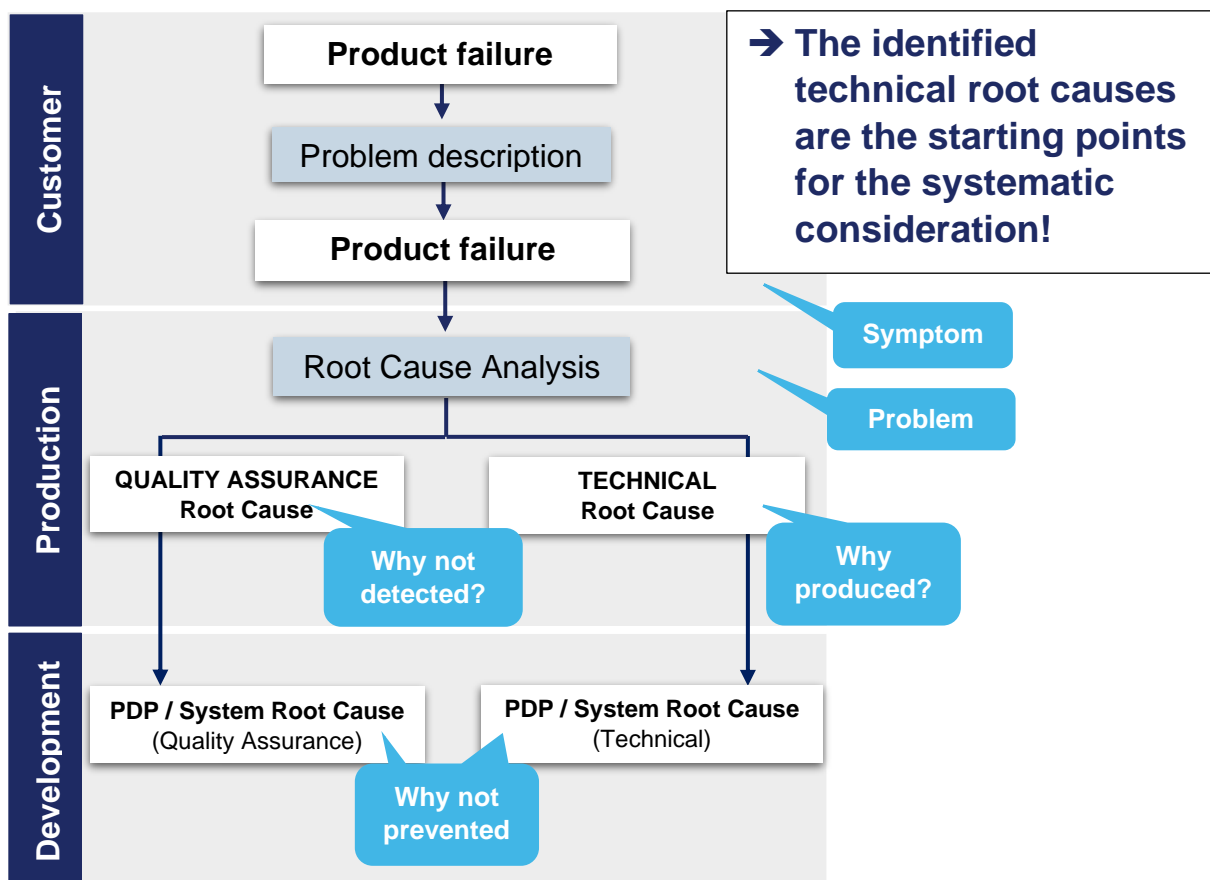 Customer
Product failure
Problem description
Product failure
➔ The identified
technical root causes
are the starting points
for the systematic
consideration!
Symptom
Problem
Production
Root Cause Analysis
QUALITY ASSURANCE
Root Cause
TECHNICAL
Root Cause
Why not
detected?
Why
produced?
Development
PDP / System Root Cause
(Quality Assurance)
PDP / System Root Cause
(Technical)
Why not
prevented